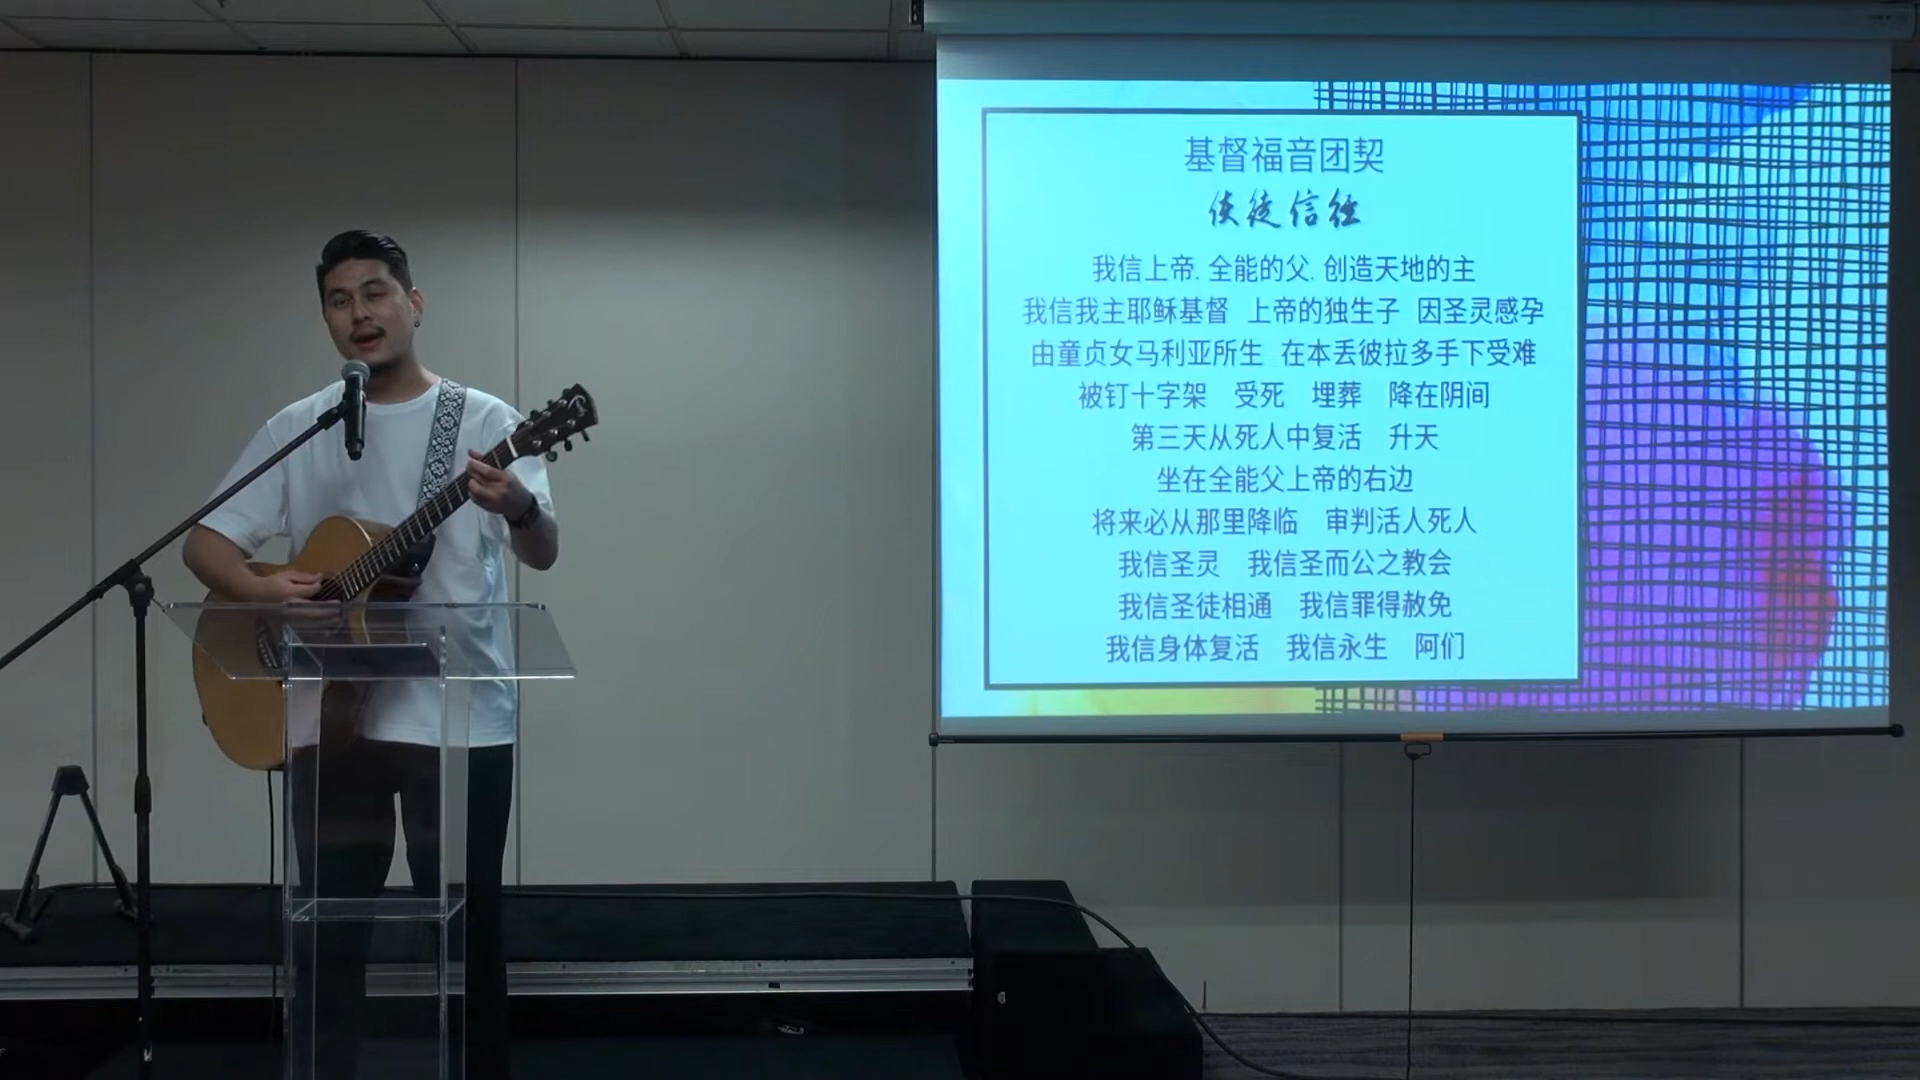 基督福音团契
使徒信经
我信上帝.全能的父.创造天地的主
我信我主耶稣基督 上帝的独生子 因圣灵感孕
由童贞女马利亚所生 在本丢彼拉多手下受难
被钉十字架 受死 埋葬 降在阴间
第三天从死人中复活 升天
坐在全能父上帝的右边
将来必从那里降临 审判活人死人
我信圣灵 我信圣而公之教会
我信圣徒相通 我信罪得赦免
我信身体复活 我信永生 阿们